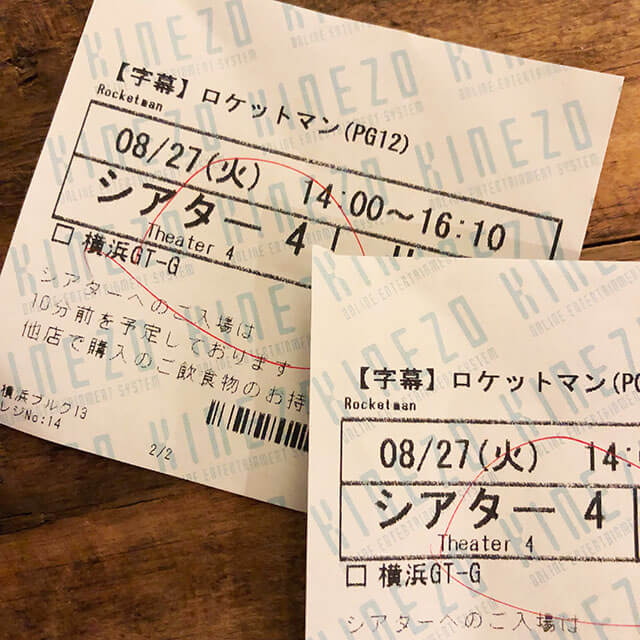 KINEZO
ONLINE ENTERTAINMENT SYSTEM
【字幕】ロケットマン(PG12)
Rocketman
08/27(火) 14:00～16:10
シアター 4
Theater 4
□ 横浜GT-G
シアターへのご入場は
10分前を予定しております
他店で購入のご飲食物のお持
横浜ブルク13
レジNo:14
2/2
KINEZO
ONLINE ENTERTAINMENT SYSTEM
【字幕】ロケットマン(PG
Rocketman
08/27(火) 14:
シアター 4
Theater 4
□ 横浜GT-G
シアターへのご入場は